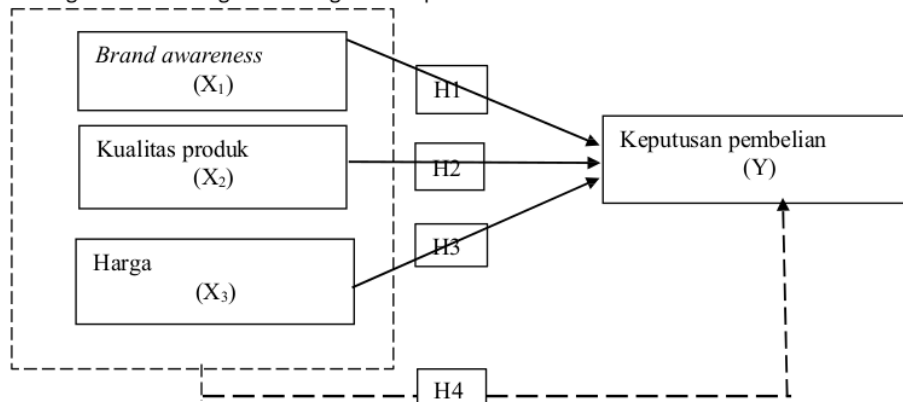 Brand awareness
(X₁)
H1
Kualitas produk
(X₂)
H2
Keputusan pembelian
(Y)
Harga
(X₃)
H3
H4